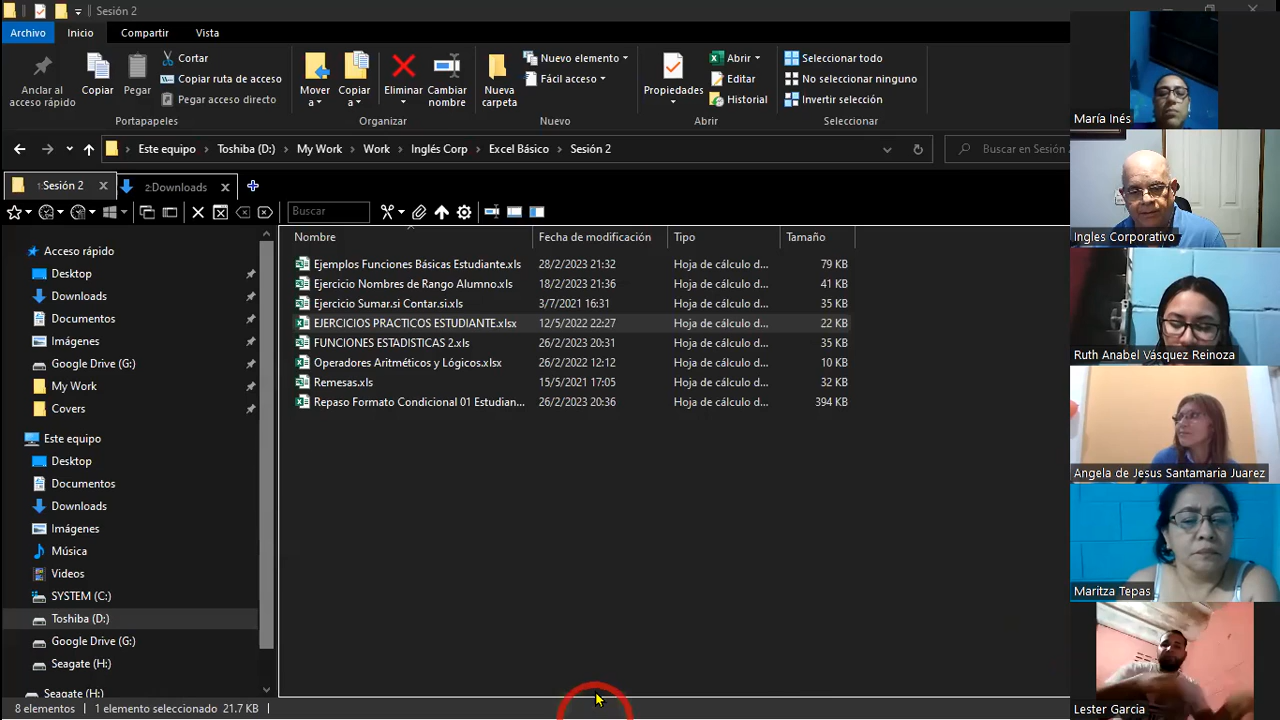 Sesión 2
Archivo Inicio Compartir Vista
Anclar al acceso rápido
Copiar
Pegar
Cortar
Copiar ruta de acceso
Pegar acceso directo
Portapapeles
Mover a
Copiar a
Eliminar
Cambiar nombre
Organizar
Nueva carpeta
Nuevo elemento
Fácil acceso
Nuevo
Propiedades
Abrir
Editar
Historial
Abrir
Seleccionar todo
No seleccionar ninguno
Invertir selección
Seleccionar
Este equipo Toshiba (D:) My Work Work Inglés Corp Excel Básico Sesión 2
Buscar en Sesión 2
1:Sesión 2
2:Downloads
Buscar
Acceso rápido
Desktop
Downloads
Documentos
Imágenes
Google Drive (G:)
My Work
Covers
Este equipo
Desktop
Documentos
Downloads
Imágenes
Música
Videos
SYSTEM (C:)
Toshiba (D:)
Google Drive (G:)
Seagate (H:)
Seagate (H:)
Nombre Fecha de modificación Tipo Tamaño
Ejemplos Funciones Básicas Estudiante.xls 28/2/2023 21:32 Hoja de cálculo d... 79 KB
Ejercicio Nombres de Rango Alumno.xls 18/2/2023 21:36 Hoja de cálculo d... 41 KB
Ejercicio Sumar.si Contar.si.xls 3/7/2021 16:31 Hoja de cálculo d... 35 KB
EJERCICIOS PRACTICOS ESTUDIANTE.xlsx 12/5/2022 22:27 Hoja de cálculo d... 22 KB
FUNCIONES ESTADISTICAS 2.xls 26/2/2023 20:31 Hoja de cálculo d... 35 KB
Operadores Aritméticos y Lógicos.xlsx 26/2/2022 12:12 Hoja de cálculo d... 10 KB
Remesas.xls 15/5/2021 17:05 Hoja de cálculo d... 32 KB
Repaso Formato Condicional 01 Estudian... 26/2/2023 20:36 Hoja de cálculo d... 394 KB
8 elementos 1 elemento seleccionado 21.7 KB
María Inés
Ingles Corporativo
Ruth Anabel Vásquez Reinoza
Angela de Jesus Santamaria Juarez
Maritza Tepas
Lester Garcia